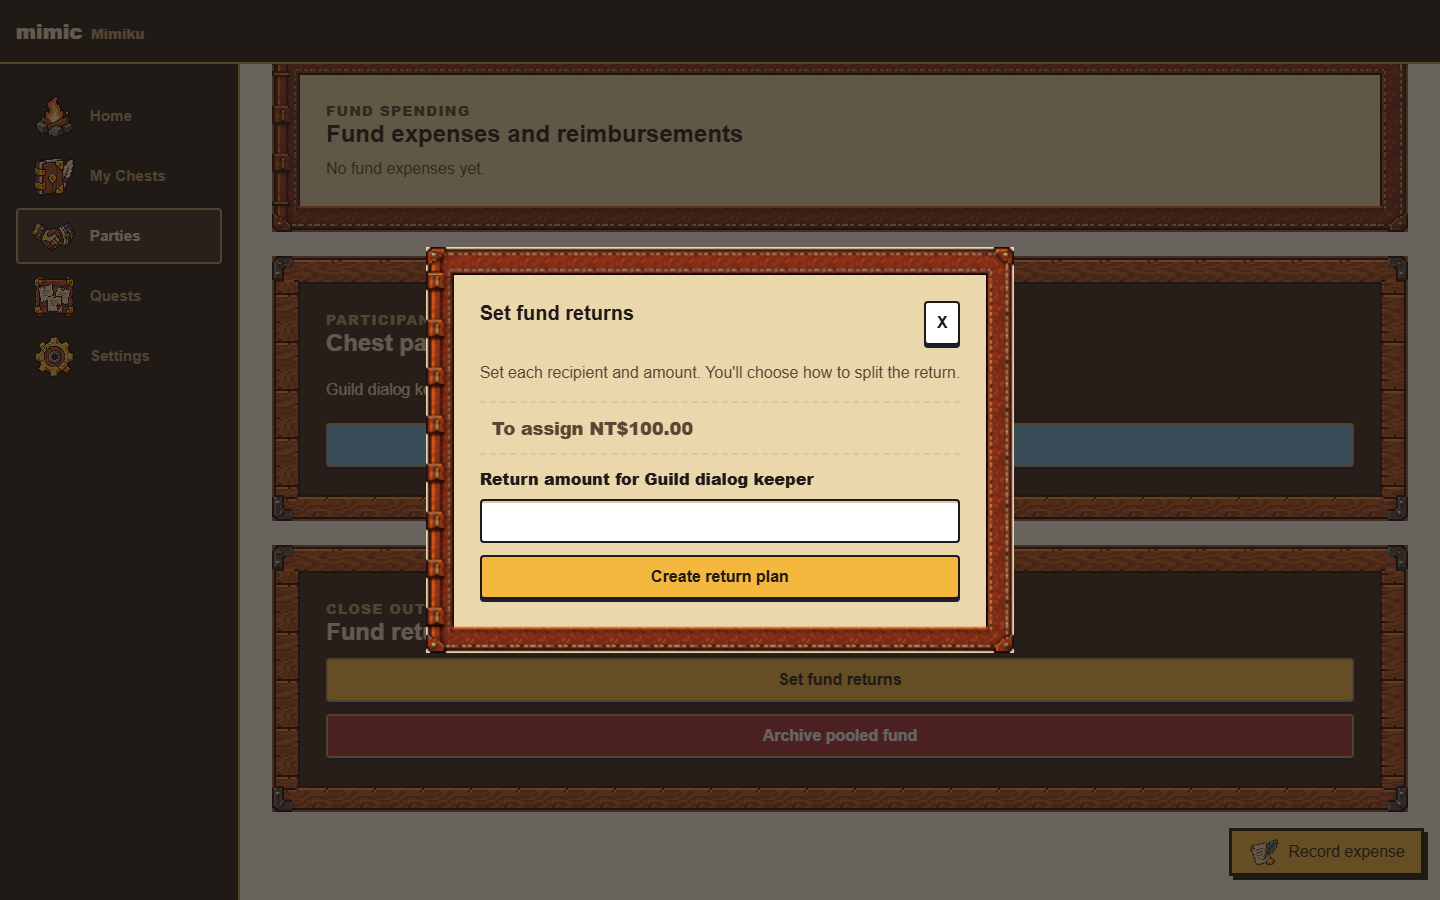 mimic Mimiku
Home
My Chests
Parties
Quests
Settings
FUND SPENDING
Fund expenses and reimbursements
No fund expenses yet.
Chest
Guild dialog
Set fund returns
X
Set each recipient and amount. You'll choose how to split the return.
To assign NT$100.00
Return amount for Guild dialog keeper
Create return plan
CLOSE OUT
Fund
Set fund returns
Archive pooled fund
Record expense